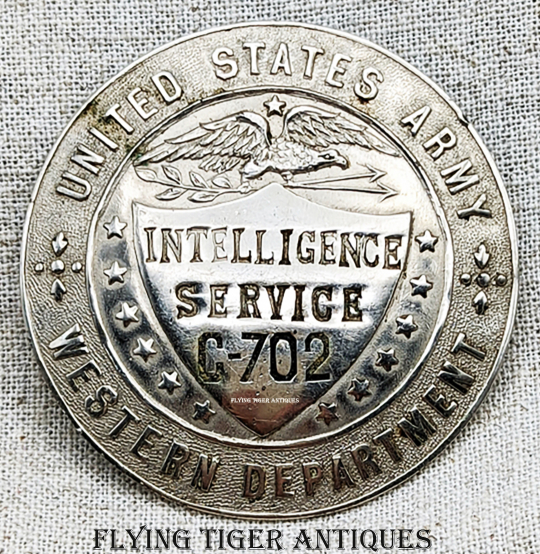 UNITED STATES ARMY
INTELLIGENCE
SERVICE
C-702
FLYING TIGER ANTIQUES
WESTERN DEPARTMENT
FLYING TIGER ANTIQUES